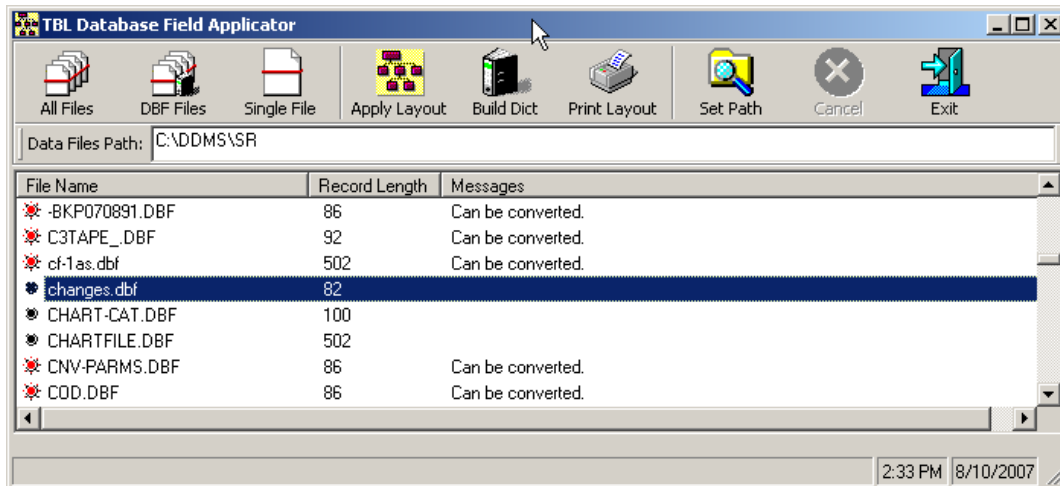 TBL Database Field Applicator
All Files DBF Files Single File Apply Layout Build Dict Print Layout Set Path Cancel Exit
Data Files Path: C:\DDMS\SR
File Name Record Length Messages
-BKP070891.DBF 86 Can be converted.
C3TAPE_.DBF 92 Can be converted.
cf-1as.dbf 502 Can be converted.
changes.dbf 82
CHART-CAT.DBF 100
CHARTFILE.DBF 502
CNV-PARMS.DBF 86 Can be converted.
COD.DBF 86 Can be converted.
2:33 PM 8/10/2007